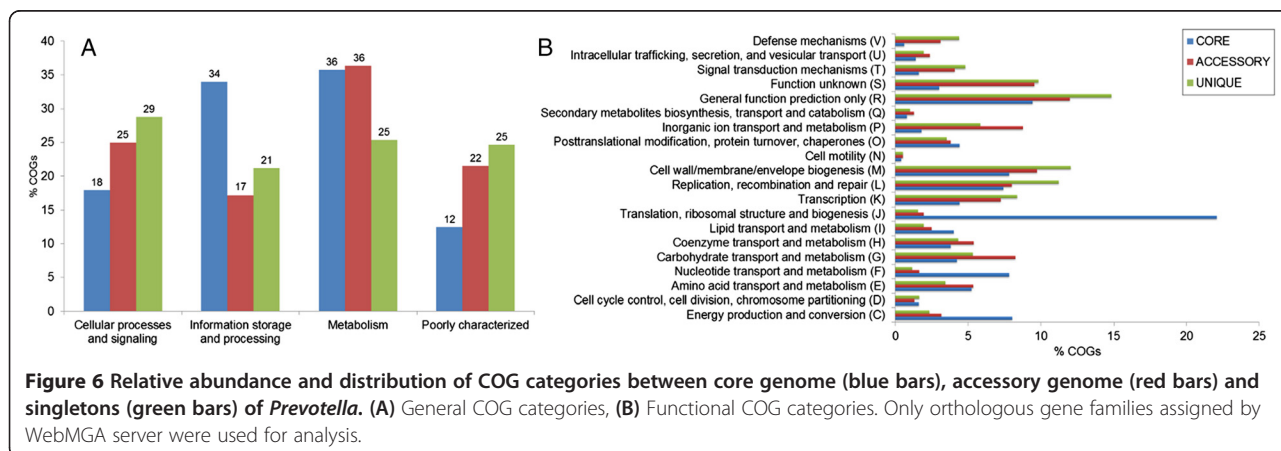 A
40
35
30
25
20
15
10
5
0
% COGs
18
25
29
34
17
21
36
36
25
12
22
25
Cellular processes and signaling
Information storage and processing
Metabolism
Poorly characterized
B
Defense mechanisms (V)
Intracellular trafficking, secretion, and vesicular transport (U)
Signal transduction mechanisms (T)
Function unknown (S)
General function prediction only (R)
Secondary metabolites biosynthesis, transport and catabolism (Q)
Inorganic ion transport and metabolism (P)
Posttranslational modification, protein turnover, chaperones (O)
Cell motility (N)
Cell wall/membrane/envelope biogenesis (M)
Replication, recombination and repair (L)
Transcription (K)
Translation, ribosomal structure and biogenesis (J)
Lipid transport and metabolism (I)
Coenzyme transport and metabolism (H)
Carbohydrate transport and metabolism (G)
Nucleotide transport and metabolism (F)
Amino acid transport and metabolism (E)
Cell cycle control, cell division, chromosome partitioning (D)
Energy production and conversion (C)
0 5 10 15 20 25
% COGs
CORE
ACCESSORY
UNIQUE
Figure 6 Relative abundance and distribution of COG categories between core genome (blue bars), accessory genome (red bars) and
singletons (green bars) of Prevotella. (A) General COG categories, (B) Functional COG categories. Only orthologous gene families assigned by
WebMGA server were used for analysis.